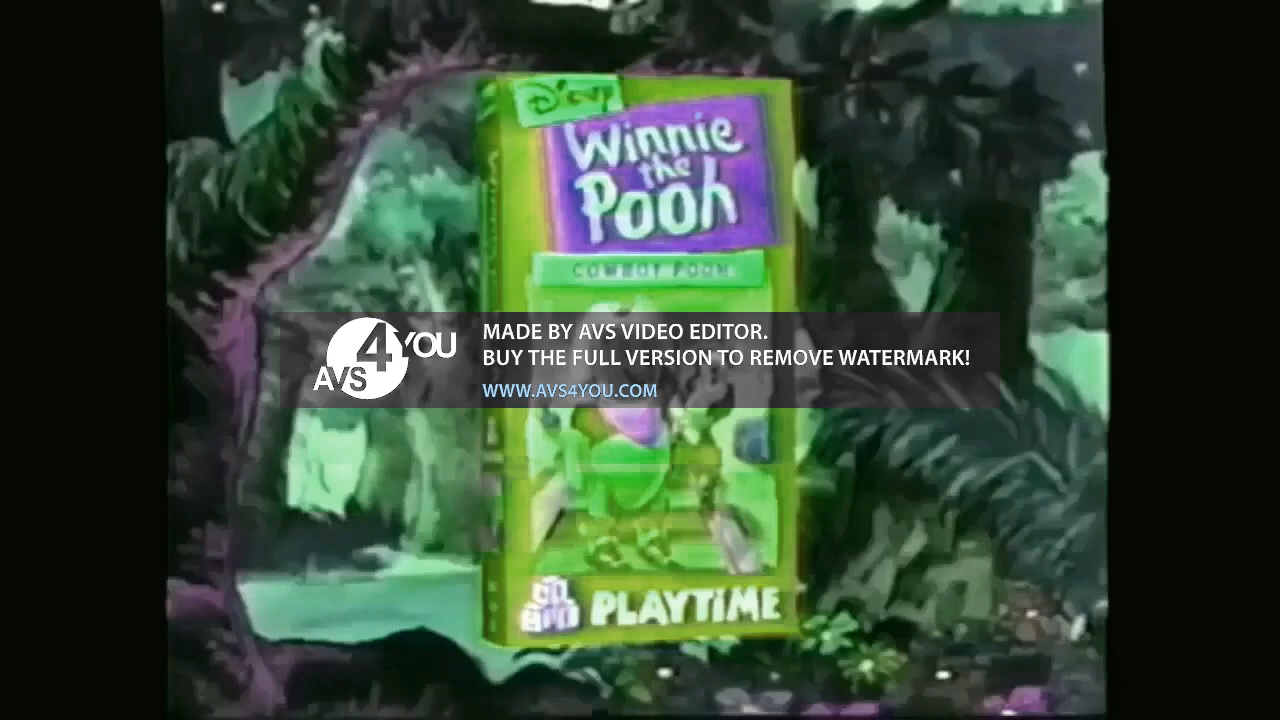 Disney
Winnie
the
Pooh
COWBOY POOH
AVS4YOU
MADE BY AVS VIDEO EDITOR.
BUY THE FULL VERSION TO REMOVE WATERMARK!
WWW.AVS4YOU.COM
PLAYTIME